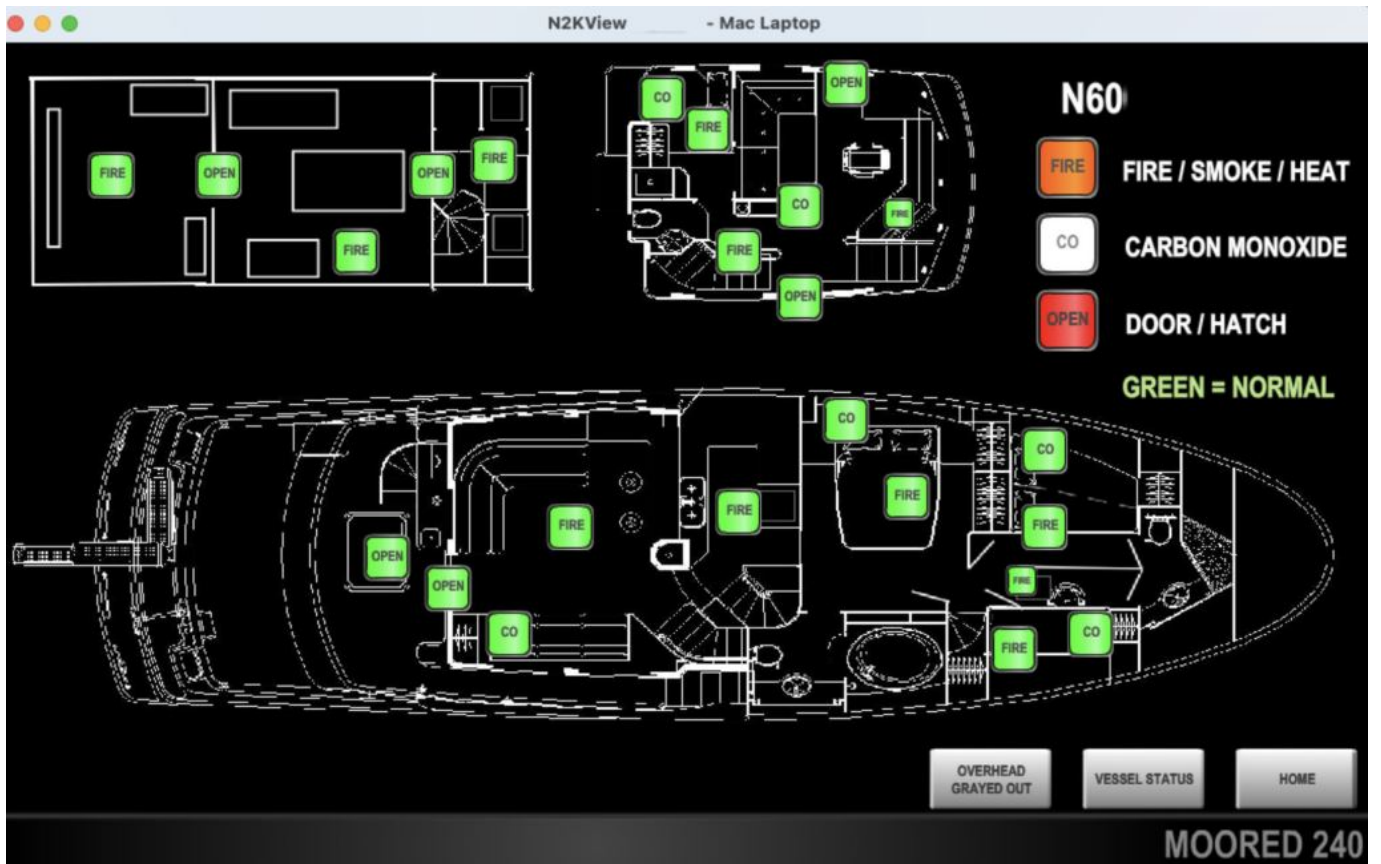 N2KView - Mac Laptop
N60
FIRE FIRE / SMOKE / HEAT
CO CARBON MONOXIDE
OPEN DOOR / HATCH
GREEN = NORMAL
FIRE
OPEN
OPEN
FIRE
FIRE
CO
FIRE
OPEN
CO
FIRE
FIRE
OPEN
CO
CO
FIRE
FIRE
FIRE
FIRE
OPEN
OPEN
FIRE
CO
FIRE
CO
OVERHEAD
GRAYED OUT
VESSEL STATUS
HOME
MOORED 240